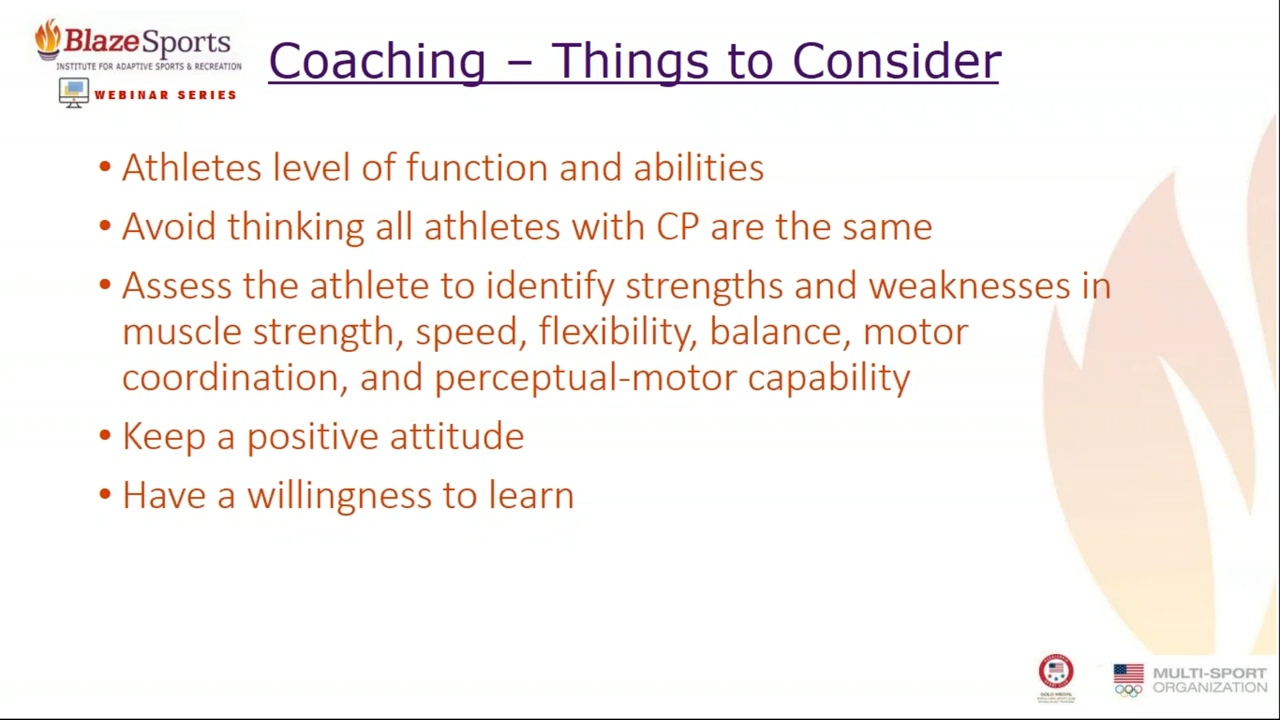 BlazeSports
INSTITUTE FOR ADAPTIVE SPORTS & RECREATION
WEBINAR SERIES
Coaching – Things to Consider
• Athletes level of function and abilities
• Avoid thinking all athletes with CP are the same
• Assess the athlete to identify strengths and weaknesses in
muscle strength, speed, flexibility, balance, motor
coordination, and perceptual-motor capability
• Keep a positive attitude
• Have a willingness to learn
GOLD MEDAL
MULTI-SPORT
ORGANIZATION